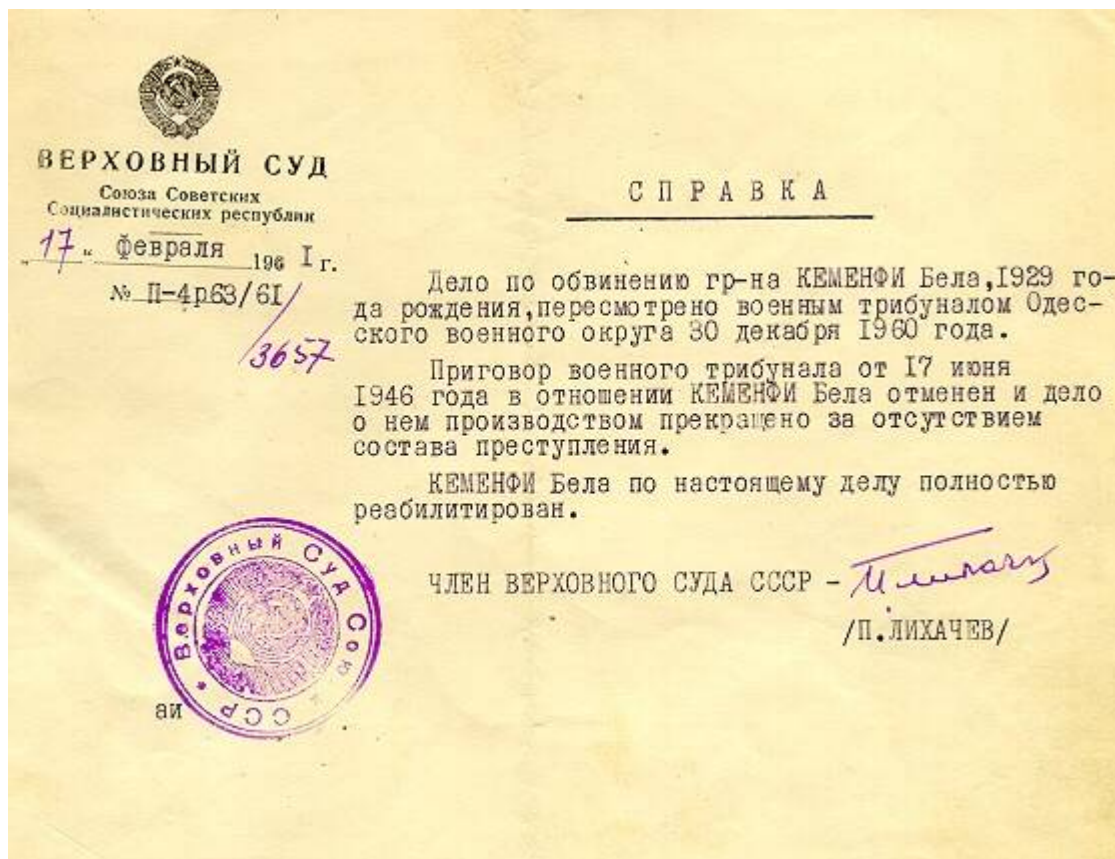 ВЕРХОВНЫЙ СУД
Союза Советских
Социалистических республик
"17" февраля 1961 г.
№ П-4р63/61/
/3657
СПРАВКА
Дело по обвинению гр-на КЕМЕНФИ Бела,1929 го-
да рождения,пересмотрено военным трибуналом Одес-
ского военного округа 30 декабря 1960 года.
Приговор военного трибунала от 17 июня
1946 года в отношении КЕМЕНФИ Бела отменен и дело
о нем производством прекращено за отсутствием
состава преступления.
КЕМЕНФИ Бела по настоящему делу полностью
реабилитирован.
ЧЛЕН ВЕРХОВНОГО СУДА СССР -
/П.ЛИХАЧЕВ/
Верховный Суд Союза ССР
аи